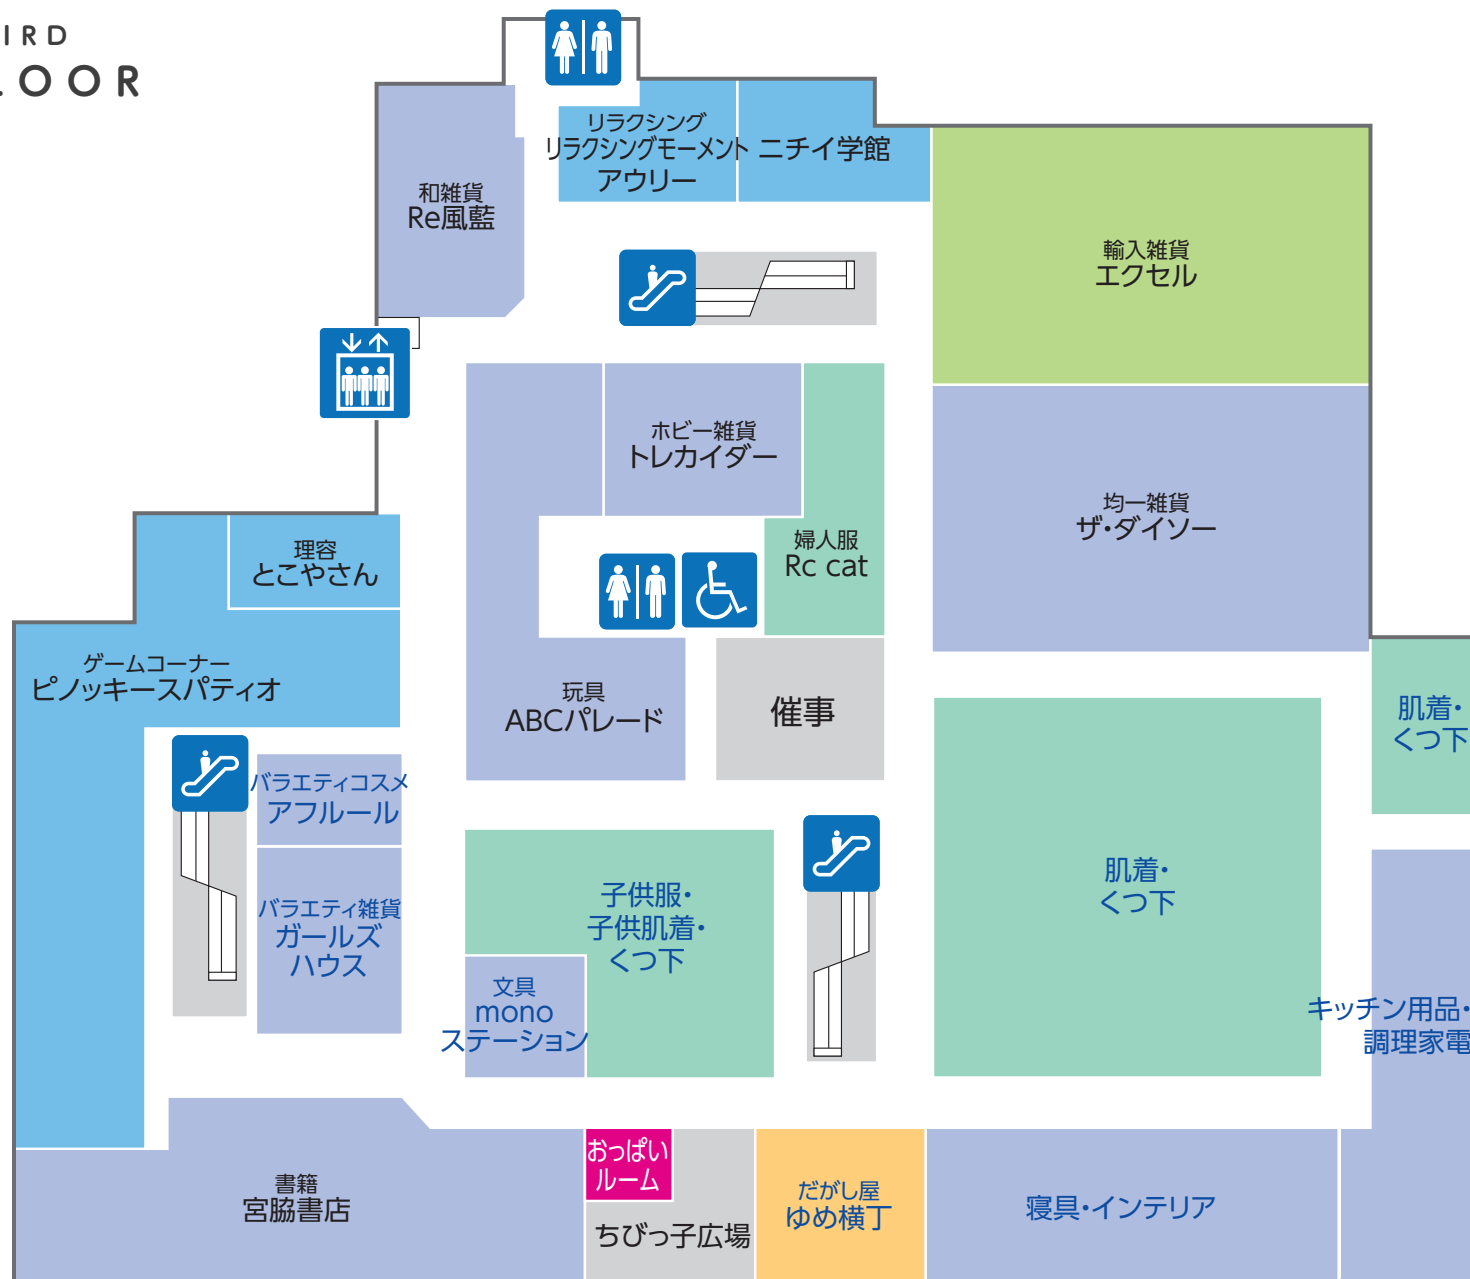 IRD
LOOR
リラクシング
リラクシングモーメント
アウリー
ニチイ学館
和雑貨
Re風藍
輸入雑貨
エクセル
ホビー雑貨
トレカイダー
均一雑貨
ザ・ダイソー
理容
とこやさん
婦人服
Rc cat
ゲームコーナー
ピノッキースパティオ
玩具
ABCパレード
催事
肌着・
くつ下
バラエティコスメ
アフルール
子供服・
子供肌着・
くつ下
肌着・
くつ下
バラエティ雑貨
ガールズ
ハウス
文具
mono
ステーション
キッチン用品・
調理家電
おっぱい
ルーム
書籍
宮脇書店
ちびっ子広場
だがし屋
ゆめ横丁
寝具・インテリア